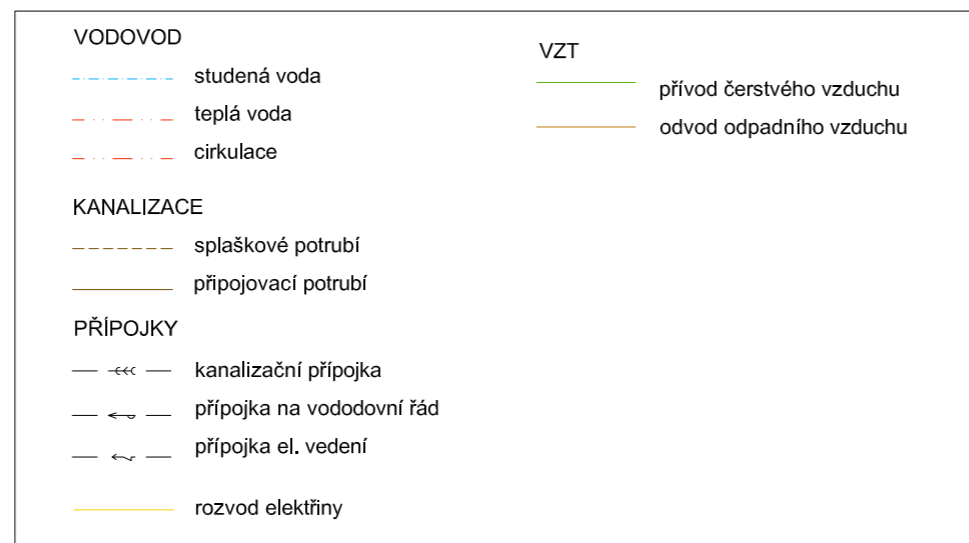 VODOVOD
studená voda
teplá voda
cirkulace
KANALIZACE
splaškové potrubí
připojovací potrubí
PŘÍPOJKY
kanalizační přípojka
přípojka na vododovní řád
přípojka el. vedení
rozvod elektřiny
VZT
přívod čerstvého vzduchu
odvod odpadního vzduchu